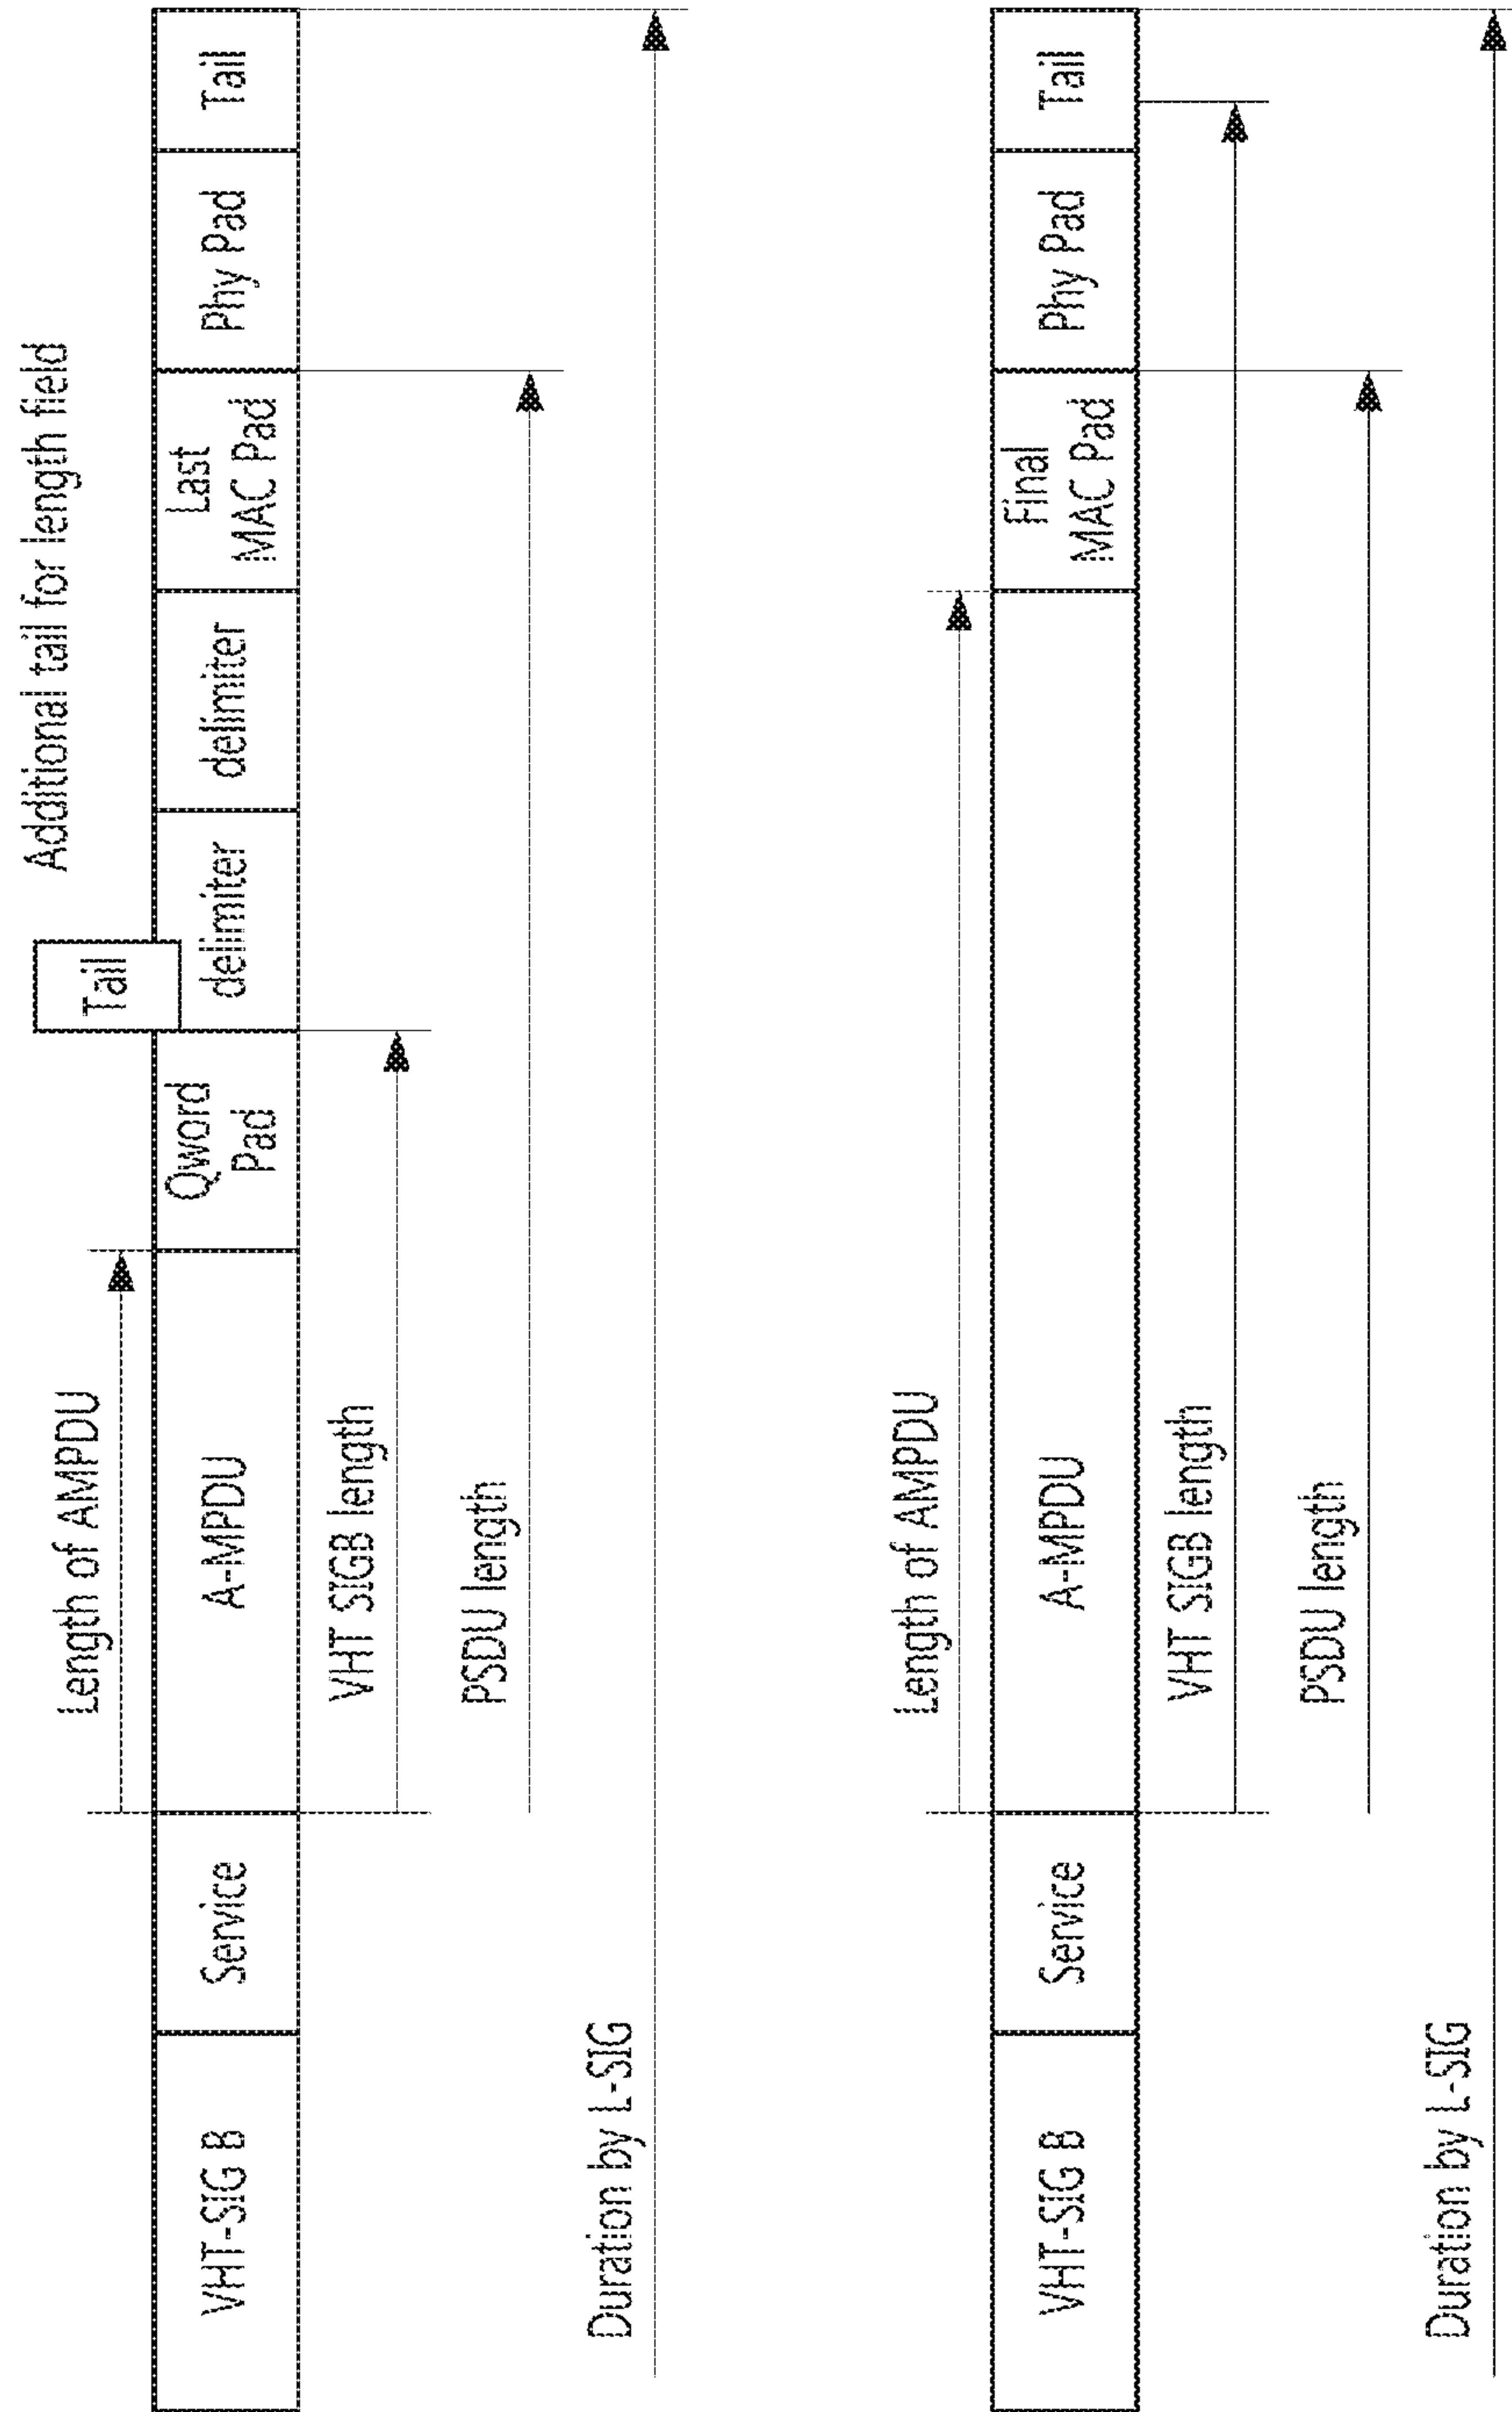 Additional tail for length field
Tail
Length of AMPDU
VHT-SIG B
Service
A-MPDU
Qword
Pad
delimiter
delimiter
Last
MAC Pad
Phy Pad
Tail
VHT SIGB length
PSDU length
Duration by L-SIG
Length of AMPDU
VHT-SIG B
Service
A-MPDU
Final
MAC Pad
Phy Pad
Tail
VHT SIGB length
PSDU length
Duration by L-SIG